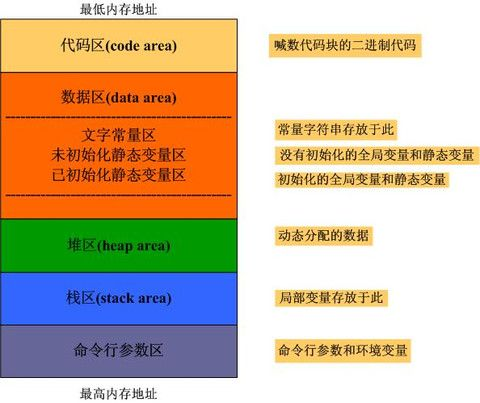 最低内存地址
代码区(code area)
喊数代码块的二进制代码
数据区(data area)
文字常量区
常量字符串存放于此
未初始化静态变量区
没有初始化的全局变量和静态变量
已初始化静态变量区
初始化的全局变量和静态变量
堆区(heap area)
动态分配的数据
栈区(stack area)
局部变量存放于此
命令行参数区
命令行参数和环境变量
最高内存地址